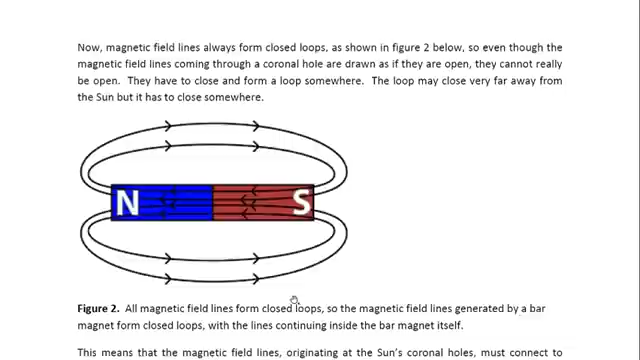 Now, magnetic field lines always form closed loops, as shown in figure 2 below, so even though the
magnetic field lines coming through a coronal hole are drawn as if they are open, they cannot really
be open. They have to close and form a loop somewhere. The loop may close very far away from
the Sun but it has to close somewhere.
N S
Figure 2. All magnetic field lines form closed loops, so the magnetic field lines generated by a bar
magnet form closed loops, with the lines continuing inside the bar magnet itself.
This means that the magnetic field lines, originating at the Sun's coronal holes, must connect to